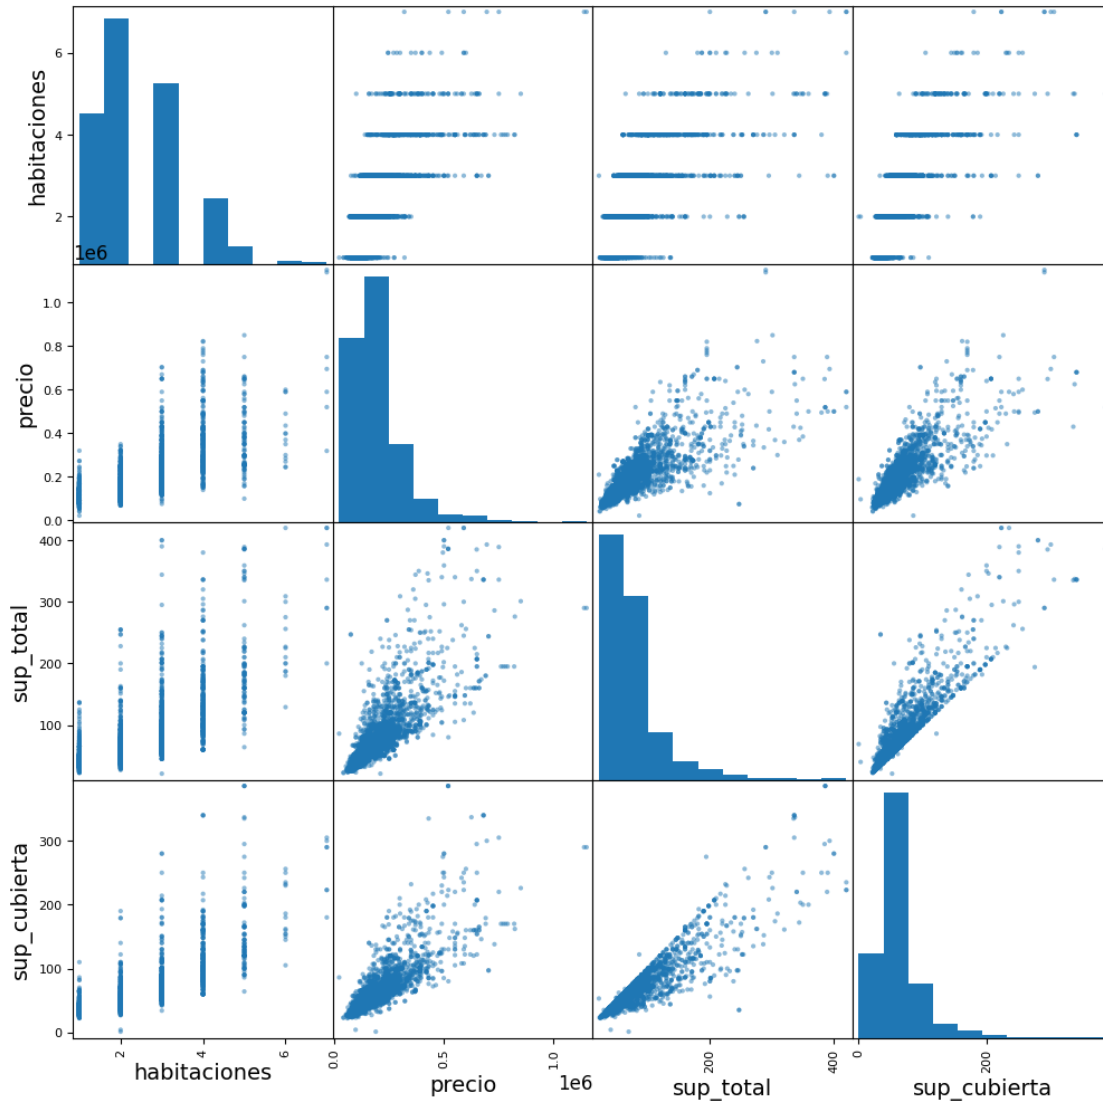 habitaciones
6
4
2
1e6
precio
1.0
0.8
0.6
0.4
0.2
0.0
sup_total
400
300
200
100
sup_cubierta
300
200
100
0
2 4 6 0.0 0.5 1.0 200 400 0 200
habitaciones precio 1e6 sup_total sup_cubierta